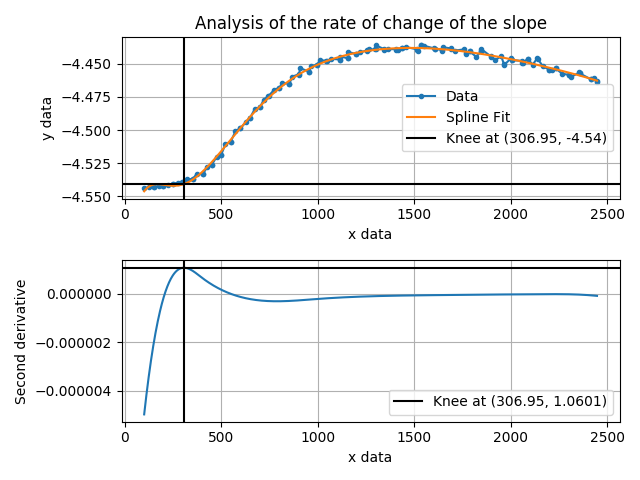 Analysis of the rate of change of the slope
y data
−4.450
−4.475
−4.500
−4.525
−4.550
Data
Spline Fit
Knee at (306.95, -4.54)
0 500 1000 1500 2000 2500
x data
Second derivative
0.000000
−0.000002
−0.000004
Knee at (306.95, 1.0601)
0 500 1000 1500 2000 2500
x data